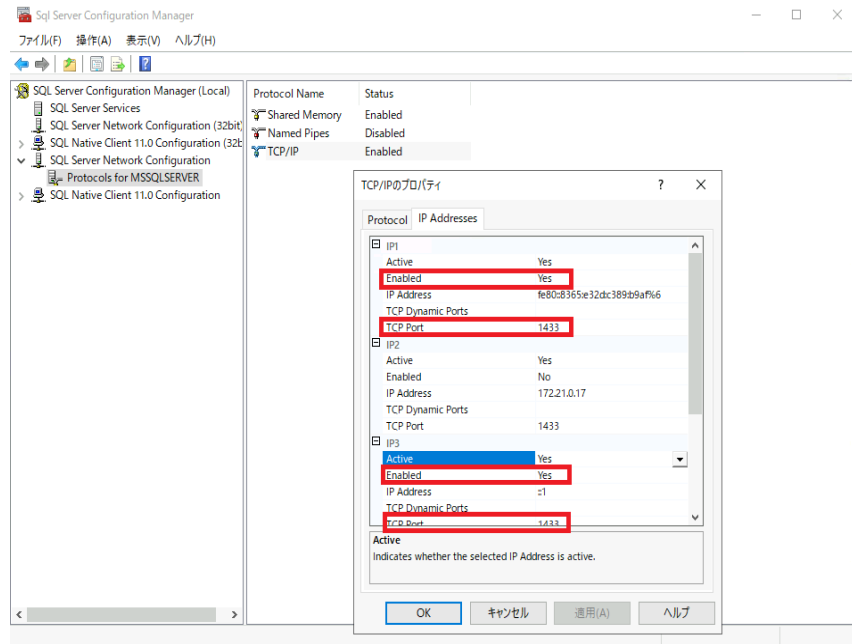 Sql Server Configuration Manager
ファイル(F) 操作(A) 表示(V) ヘルプ(H)
SQL Server Configuration Manager (Local)
SQL Server Services
SQL Server Network Configuration (32bit)
SQL Native Client 11.0 Configuration (32b
SQL Server Network Configuration
Protocols for MSSQLSERVER
SQL Native Client 11.0 Configuration
Protocol Name Status
Shared Memory Enabled
Named Pipes Disabled
TCP/IP Enabled
TCP/IPのプロパティ ?
Protocol IP Addresses
IP1
Active Yes
Enabled Yes
IP Address fe80::8365:e32d:c389:b9af%6
TCP Dynamic Ports
TCP Port 1433
IP2
Active Yes
Enabled No
IP Address 172.21.0.17
TCP Dynamic Ports
TCP Port 1433
IP3
Active Yes
Enabled Yes
IP Address ::1
TCP Dynamic Ports
TCP Port 1433
Active
Indicates whether the selected IP Address is active.
OK キャンセル 適用(A) ヘルプ